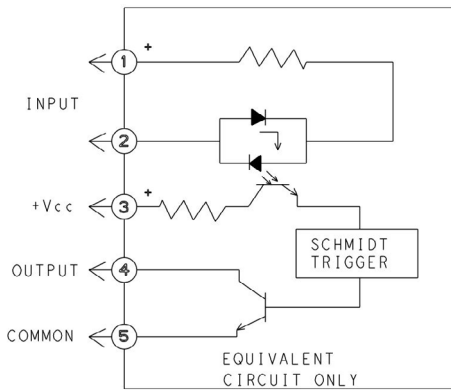 1 +
INPUT
2
+Vcc 3 +
SCHMIDT
TRIGGER
OUTPUT 4
COMMON 5
EQUIVALENT
CIRCUIT ONLY